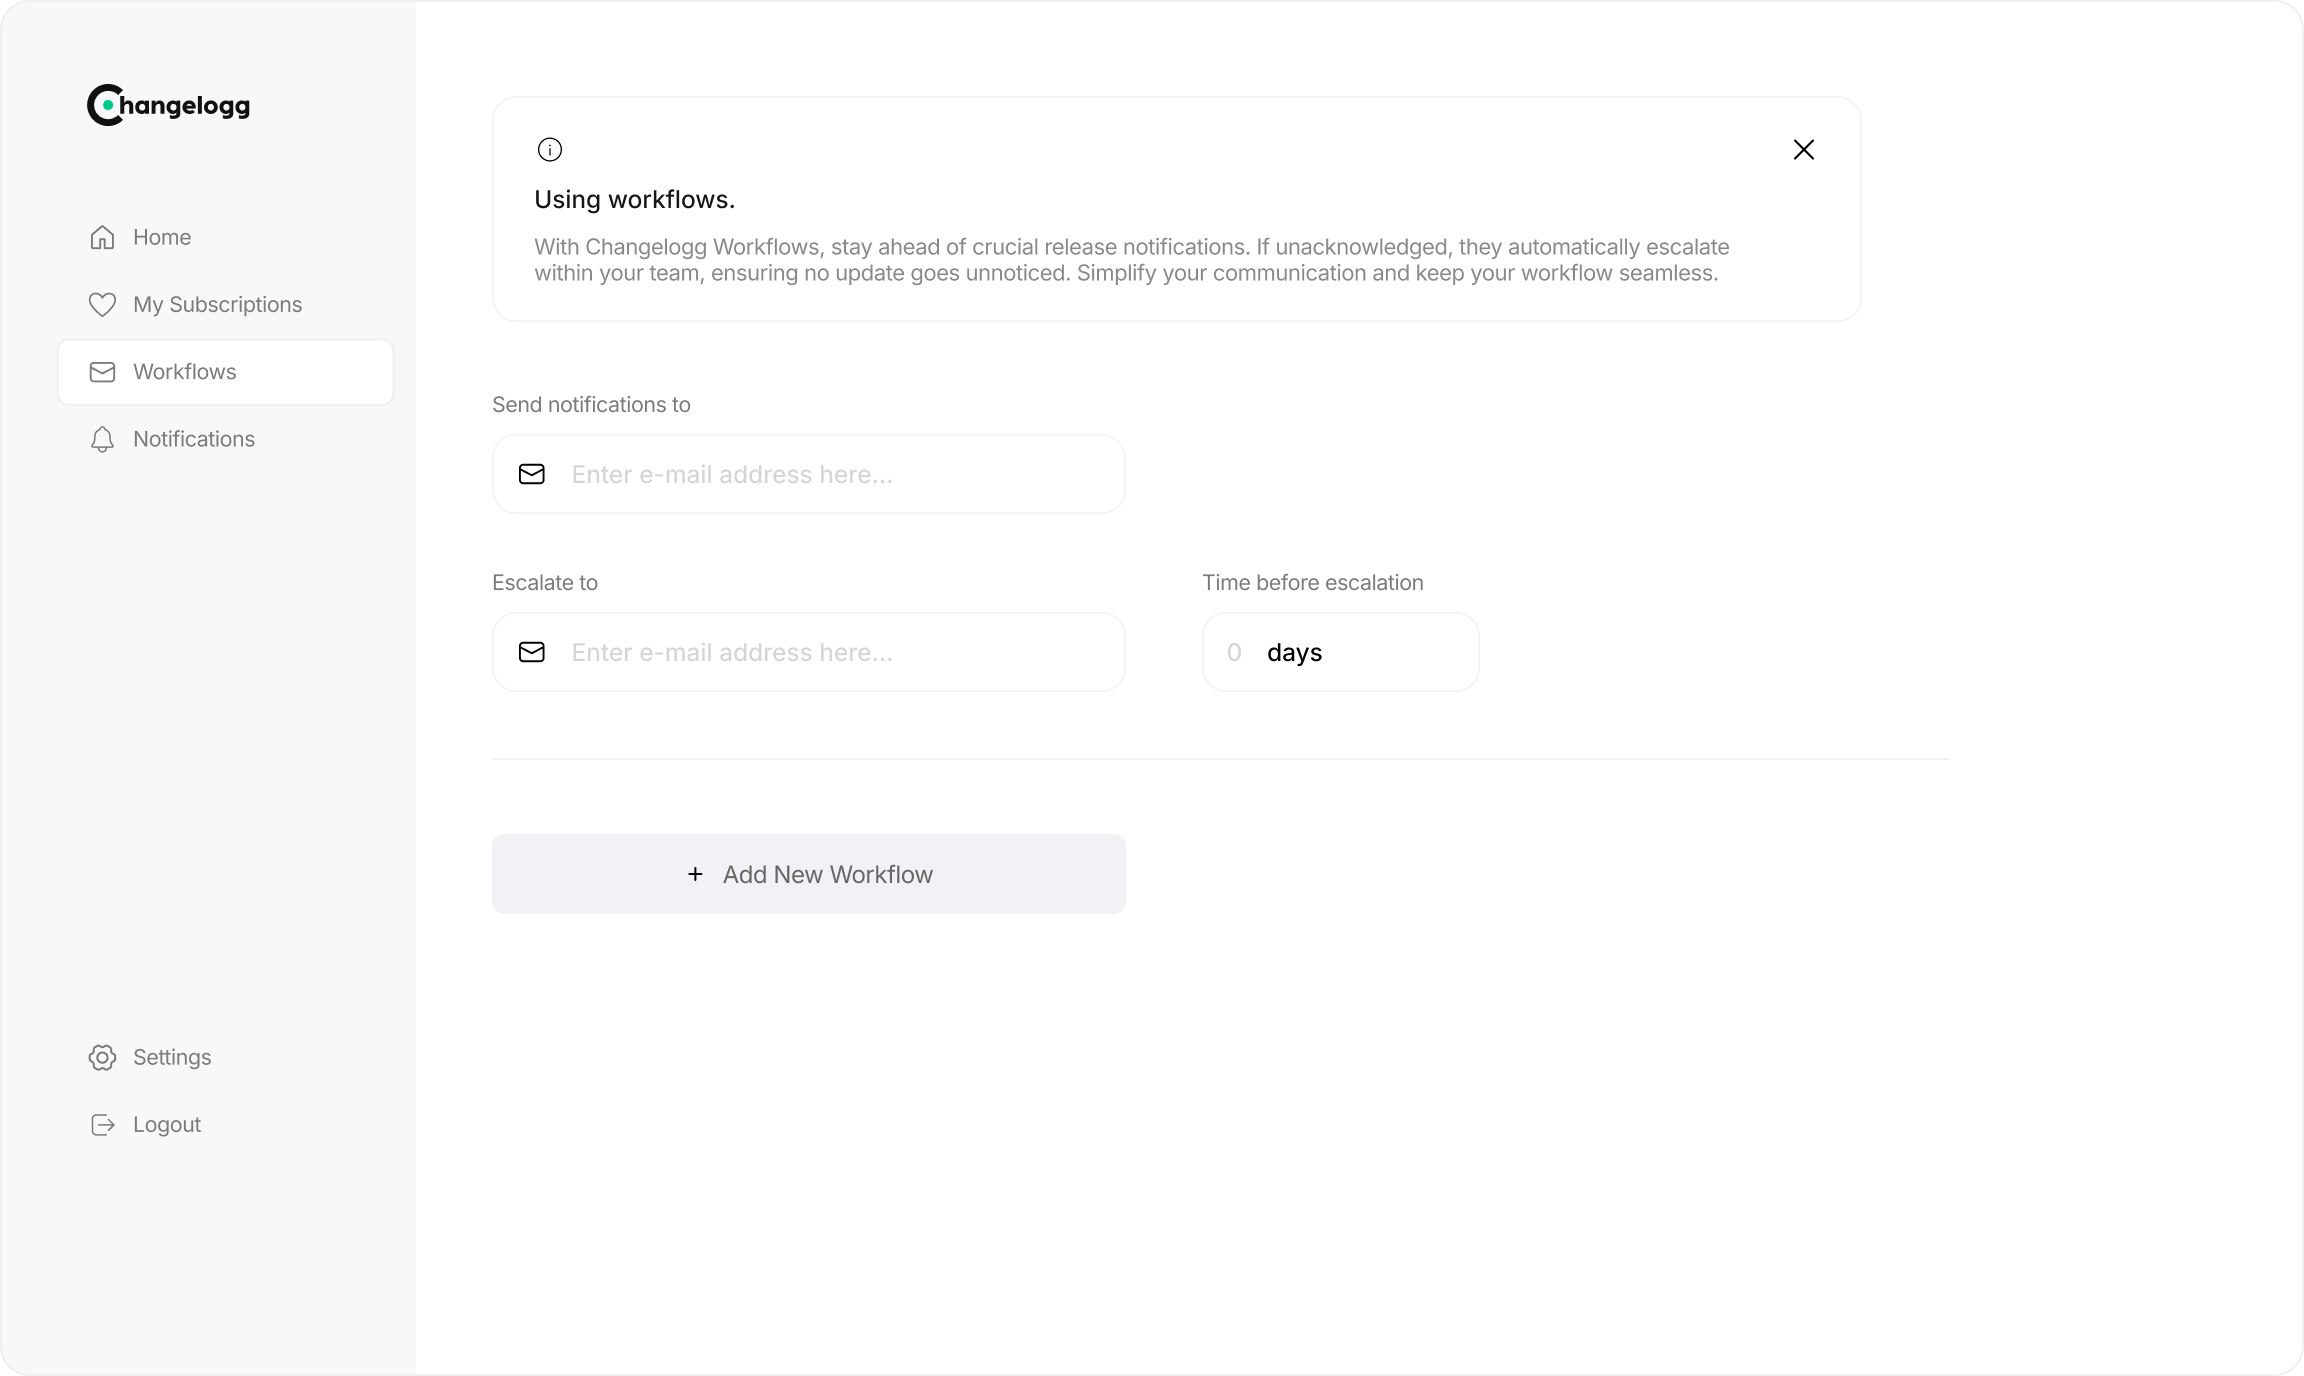 Changelogg
Home
My Subscriptions
Workflows
Notifications
Settings
Logout
Using workflows.
With Changelogg Workflows, stay ahead of crucial release notifications. If unacknowledged, they automatically escalate
within your team, ensuring no update goes unnoticed. Simplify your communication and keep your workflow seamless.
Send notifications to
Enter e-mail address here...
Escalate to
Enter e-mail address here...
Time before escalation
0 days
+ Add New Workflow